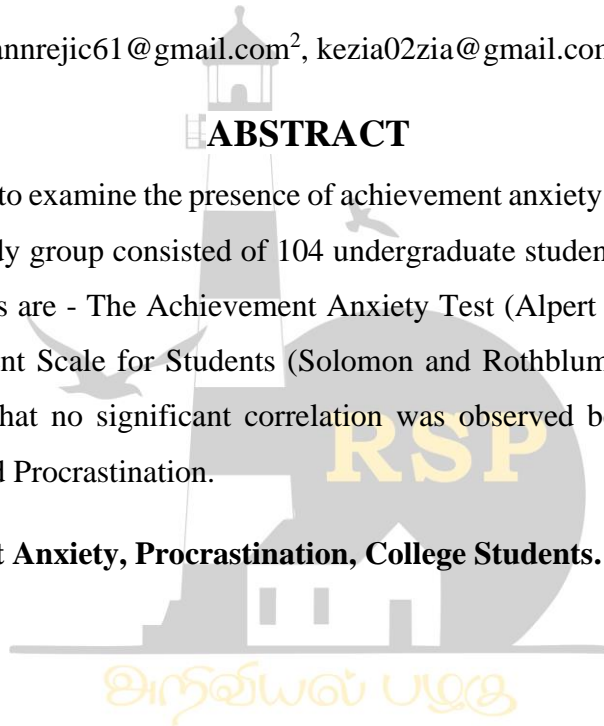 annrejic61@gmail.com², kezia02zia@gmail.com
ABSTRACT
to examine the presence of achievement anxiety
dy group consisted of 104 undergraduate studen
s are - The Achievement Anxiety Test (Alpert
nt Scale for Students (Solomon and Rothblum
hat no significant correlation was observed be
d Procrastination.
RSP
t Anxiety, Procrastination, College Students.
அறிவியல் பழகு